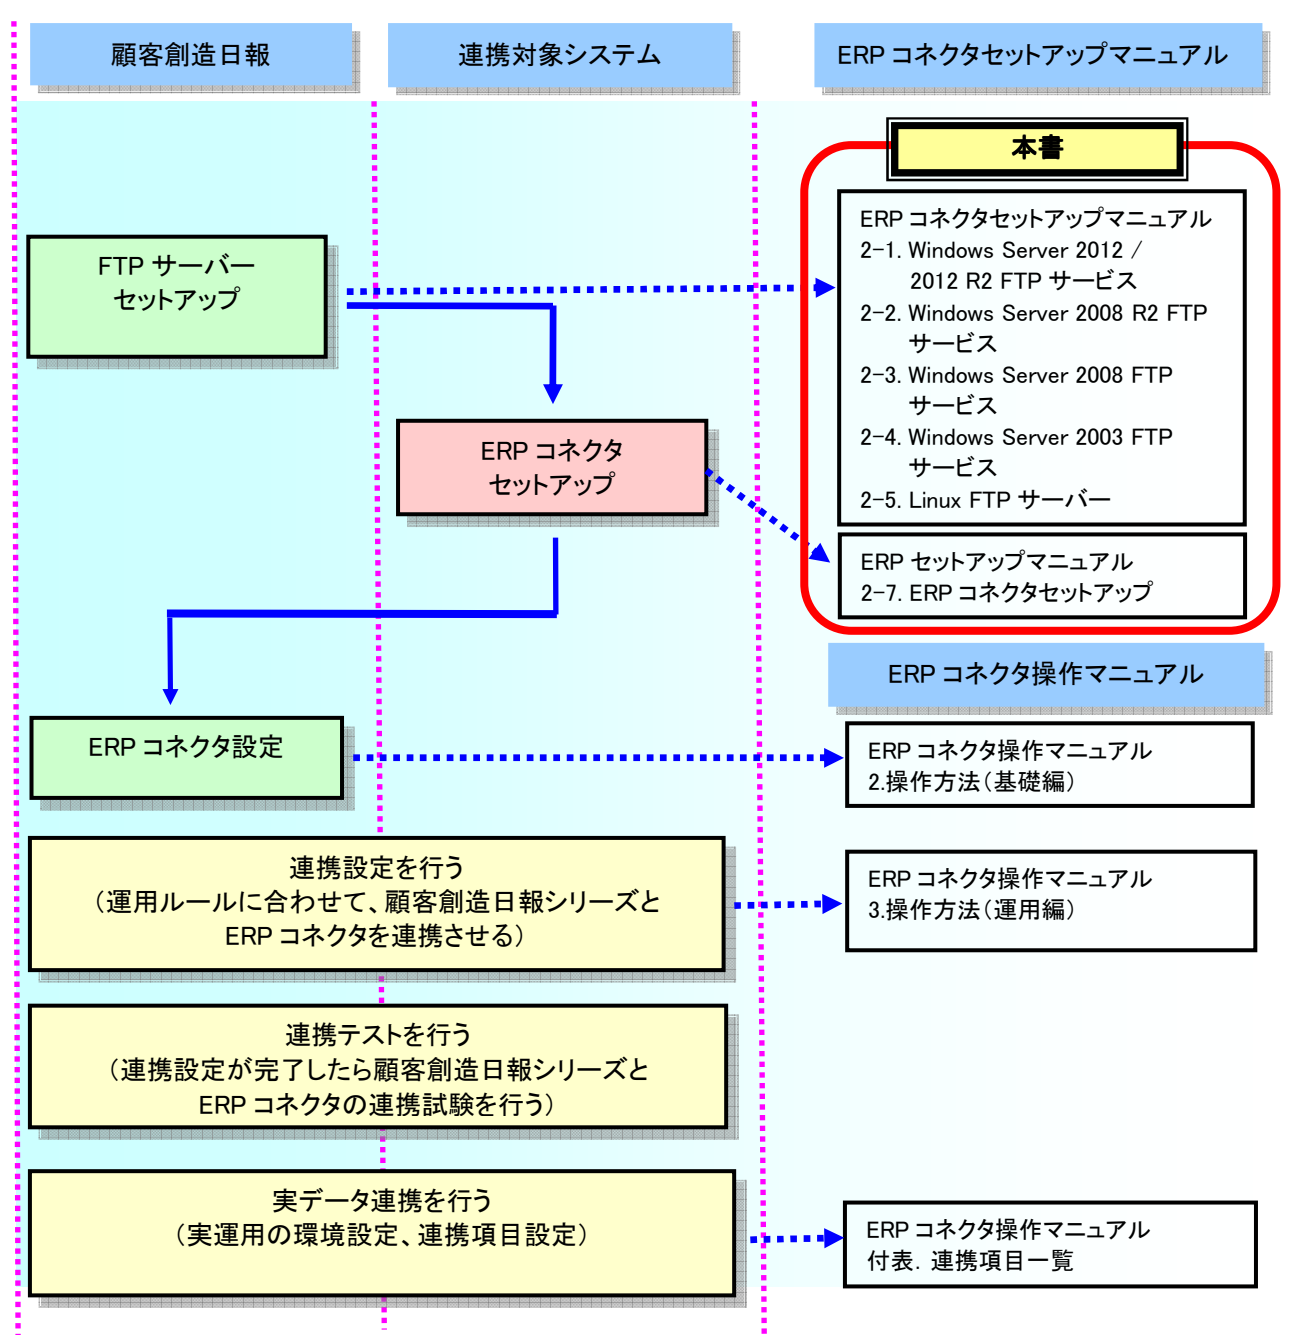 顧客創造日報
連携対象システム
ERP コネクタセットアップマニュアル
本書
ERP コネクタセットアップマニュアル
2-1. Windows Server 2012 /
2012 R2 FTP サービス
2-2. Windows Server 2008 R2 FTP
サービス
2-3. Windows Server 2008 FTP
サービス
2-4. Windows Server 2003 FTP
サービス
2-5. Linux FTP サーバー
FTP サーバー
セットアップ
ERP コネクタ
セットアップ
ERP セットアップマニュアル
2-7. ERP コネクタセットアップ
ERP コネクタ操作マニュアル
ERP コネクタ設定
ERP コネクタ操作マニュアル
2.操作方法（基礎編）
連携設定を行う
（運用ルールに合わせて、顧客創造日報シリーズと
ERP コネクタを連携させる）
ERP コネクタ操作マニュアル
3.操作方法（運用編）
連携テストを行う
（連携設定が完了したら顧客創造日報シリーズと
ERP コネクタの連携試験を行う）
実データ連携を行う
（実運用の環境設定、連携項目設定）
ERP コネクタ操作マニュアル
付表．連携項目一覧